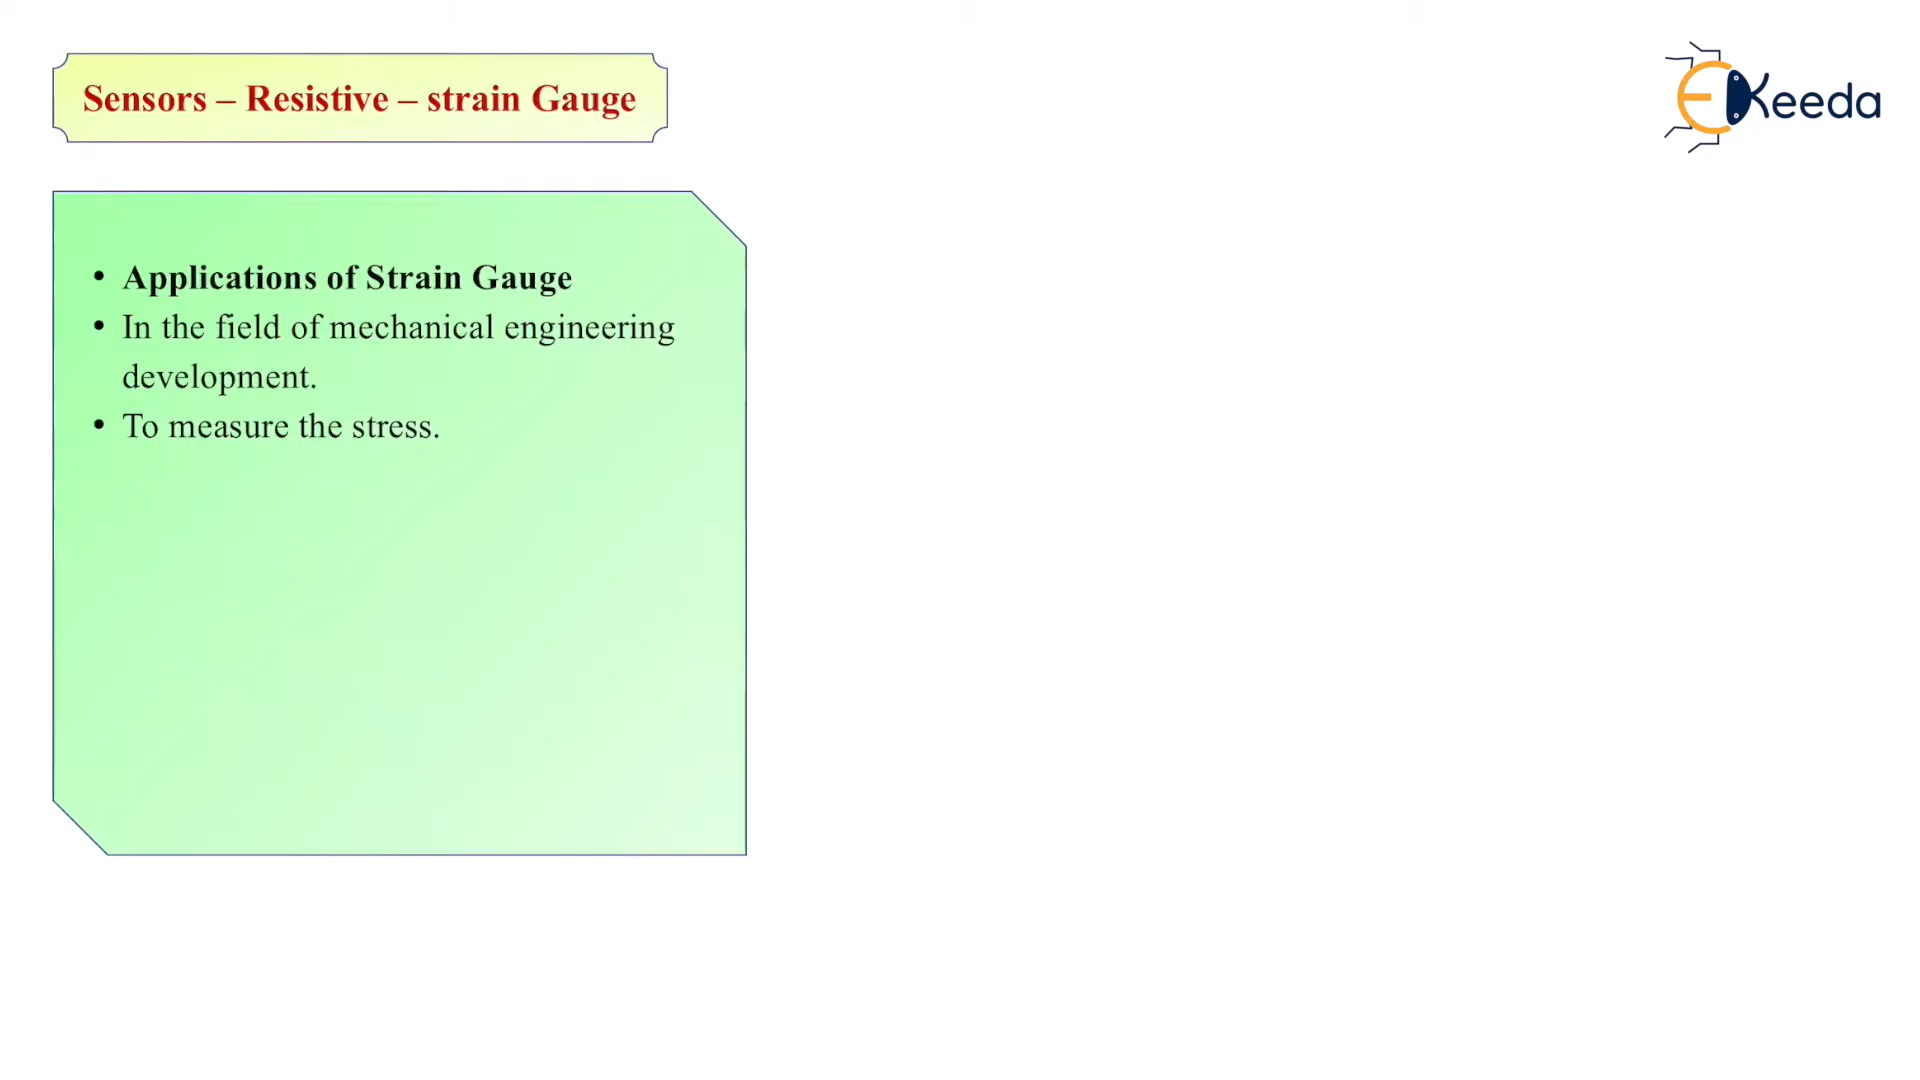 Sensors – Resistive – strain Gauge
EKeeda
• Applications of Strain Gauge
• In the field of mechanical engineering
development.
• To measure the stress.